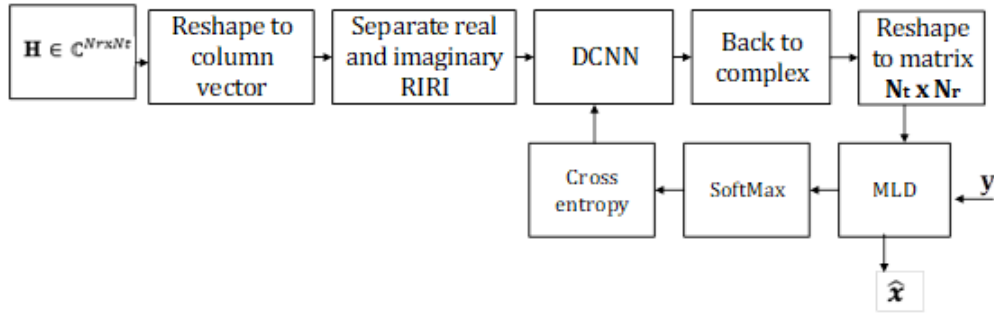 H ∈ ℂ^{NrxNt}
Reshape to
column
vector
Separate real
and imaginary
RIRI
DCNN
Back to
complex
Reshape
to matrix
Nt x Nr
Cross
entropy
SoftMax
MLD
y
x̂